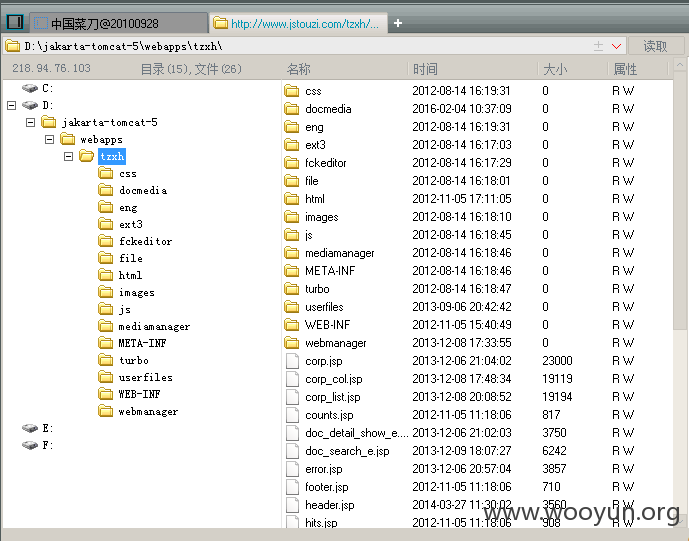 中国菜刀@20100928
http://www.jstouzi.com/tzxh/...
D:\jakarta-tomcat-5\webapps\tzxh\
读取
218.94.76.103 目录(15),文件(26)
名称 时间 大小 属性
C:
D:
jakarta-tomcat-5
webapps
tzxh
css
docmedia
eng
ext3
fckeditor
file
html
images
js
mediamanager
META-INF
turbo
userfiles
WEB-INF
webmanager
E:
F:
css 2012-08-14 16:19:31 0 R W
docmedia 2016-02-04 10:37:09 0 R W
eng 2012-08-14 16:19:31 0 R W
ext3 2012-08-14 16:17:03 0 R W
fckeditor 2012-08-14 16:17:29 0 R W
file 2012-08-14 16:18:01 0 R W
html 2012-11-05 17:11:05 0 R W
images 2012-08-14 16:18:10 0 R W
js 2012-08-14 16:18:45 0 R W
mediamanager 2012-08-14 16:18:46 0 R W
META-INF 2012-08-14 16:18:46 0 R W
turbo 2012-08-14 16:18:47 0 R W
userfiles 2013-09-06 20:42:42 0 R W
WEB-INF 2012-11-05 15:40:49 0 R W
webmanager 2013-12-08 17:33:55 0 R W
corp.jsp 2013-12-06 21:04:02 23000 R W
corp_col.jsp 2013-12-08 17:48:34 19119 R W
corp_list.jsp 2013-12-08 20:08:52 19194 R W
counts.jsp 2012-11-05 11:18:06 817 R W
doc_detail_show_e.... 2013-12-06 21:02:03 3750 R W
doc_search_e.jsp 2013-12-09 18:07:27 6242 R W
error.jsp 2013-12-06 20:57:04 3857 R W
footer.jsp 2012-11-05 11:18:06 710 R W
header.jsp 2014-03-27 11:30:02 3560 R W
hits.jsp 2012-11-05 11:18:06 908 R W
www.wooyun.org